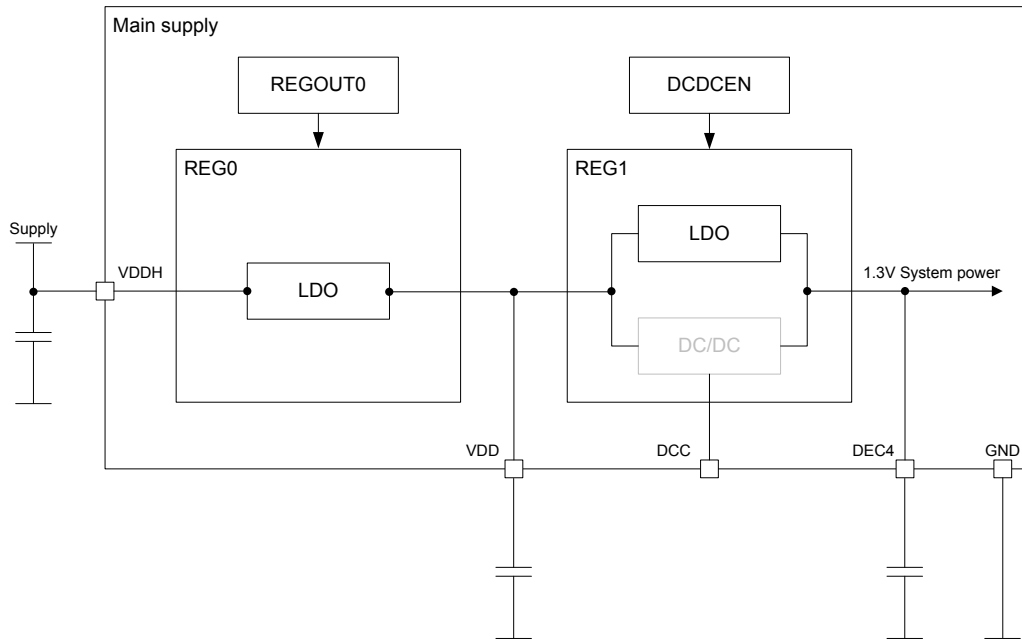 Main supply
REGOUT0
DCDCEN
REG0
REG1
Supply
LDO
VDDH
1.3V System power
LDO
DC/DC
VDD
DCC
DEC4
GND